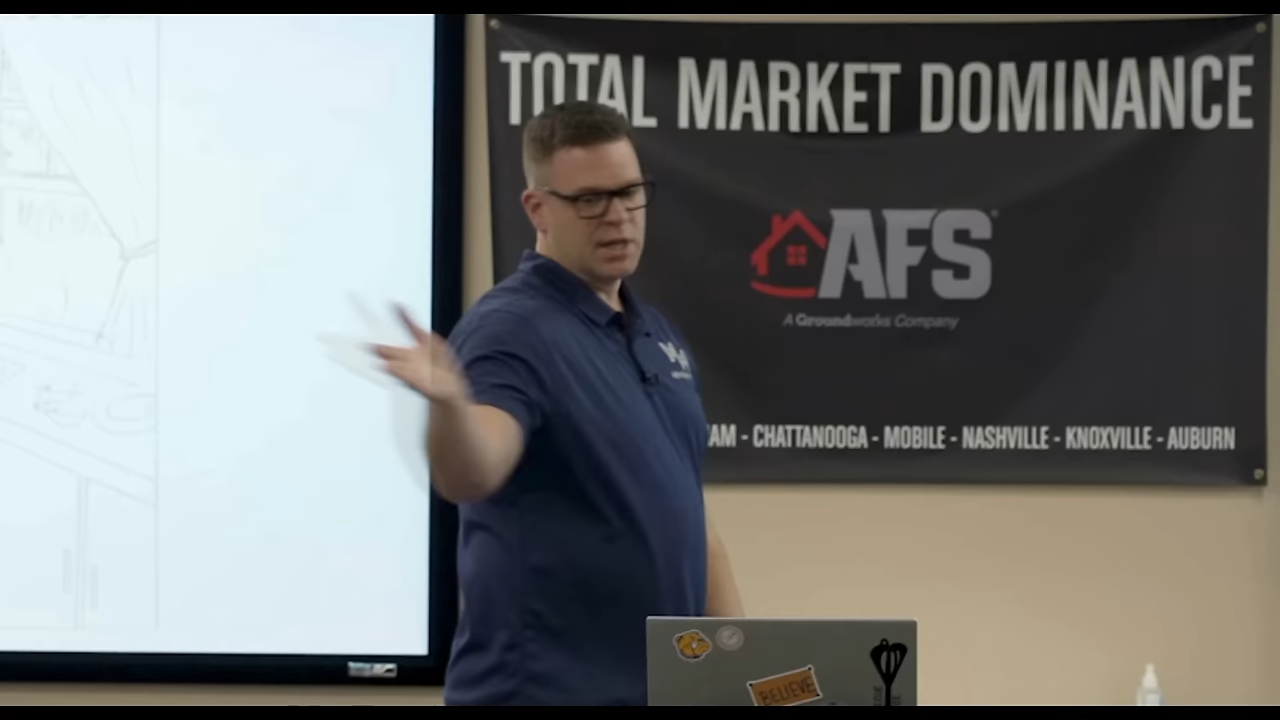 TOTAL MARKET DOMINANCE
AFS
A Groundworks Company
AM - CHATTANOOGA - MOBILE - NASHVILLE - KNOXVILLE - AUBURN
BELIEVE